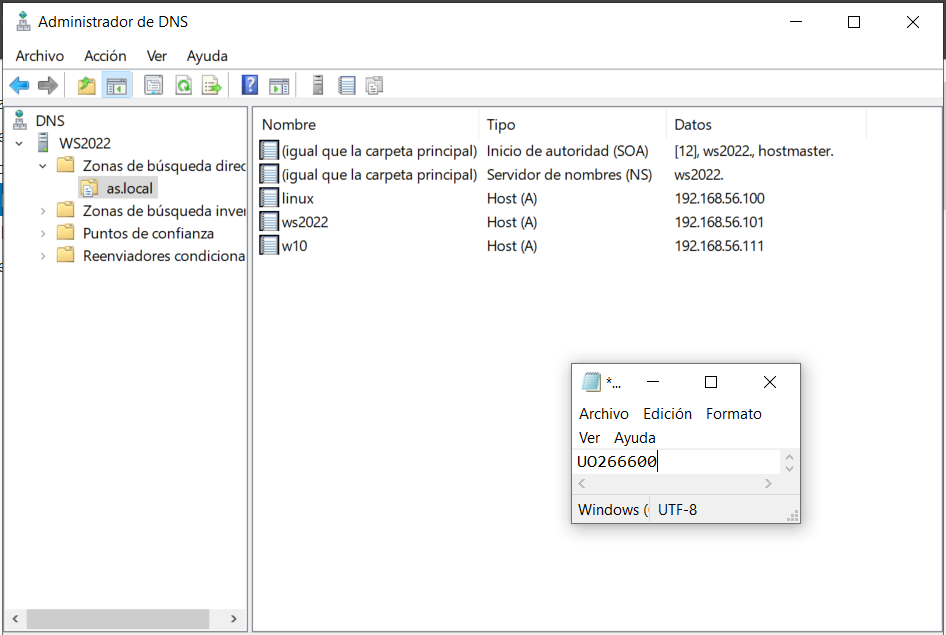 Administrador de DNS
Archivo Acción Ver Ayuda
DNS
WS2022
Zonas de búsqueda direc
as.local
Zonas de búsqueda inver
Puntos de confianza
Reenviadores condiciona
Nombre Tipo Datos
(igual que la carpeta principal) Inicio de autoridad (SOA) [12], ws2022., hostmaster.
(igual que la carpeta principal) Servidor de nombres (NS) ws2022.
linux Host (A) 192.168.56.100
ws2022 Host (A) 192.168.56.101
w10 Host (A) 192.168.56.111
*...
Archivo Edición Formato
Ver Ayuda
UO266600
Windows ( UTF-8